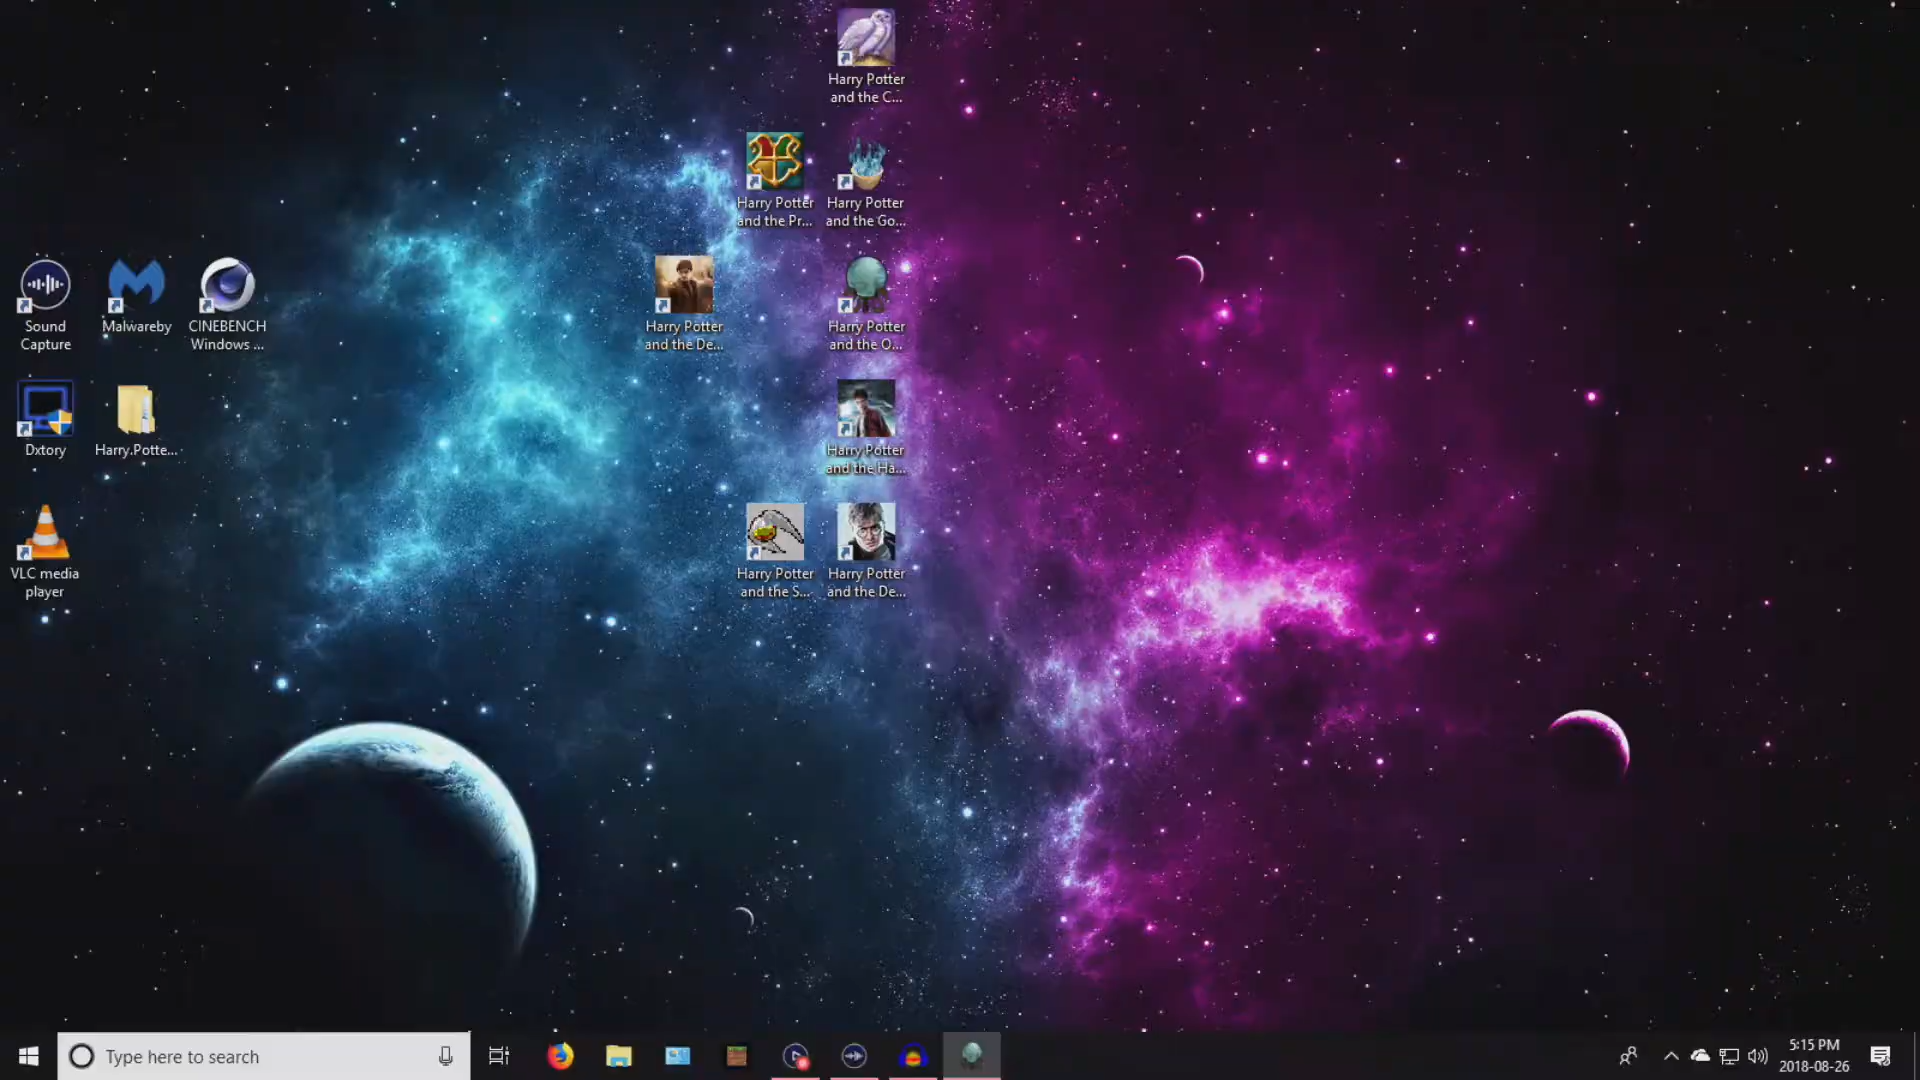 Harry Potter
and the C...
Harry Potter
and the Pr...
Harry Potter
and the Go...
Sound
Capture
Malwareby
CINEBENCH
Windows ...
Harry Potter
and the De...
Harry Potter
and the O...
Dxtory
Harry.Potte...
Harry Potter
and the Ha...
VLC media
player
Harry Potter
and the S...
Harry Potter
and the De...
Type here to search
5:15 PM
2018-08-26